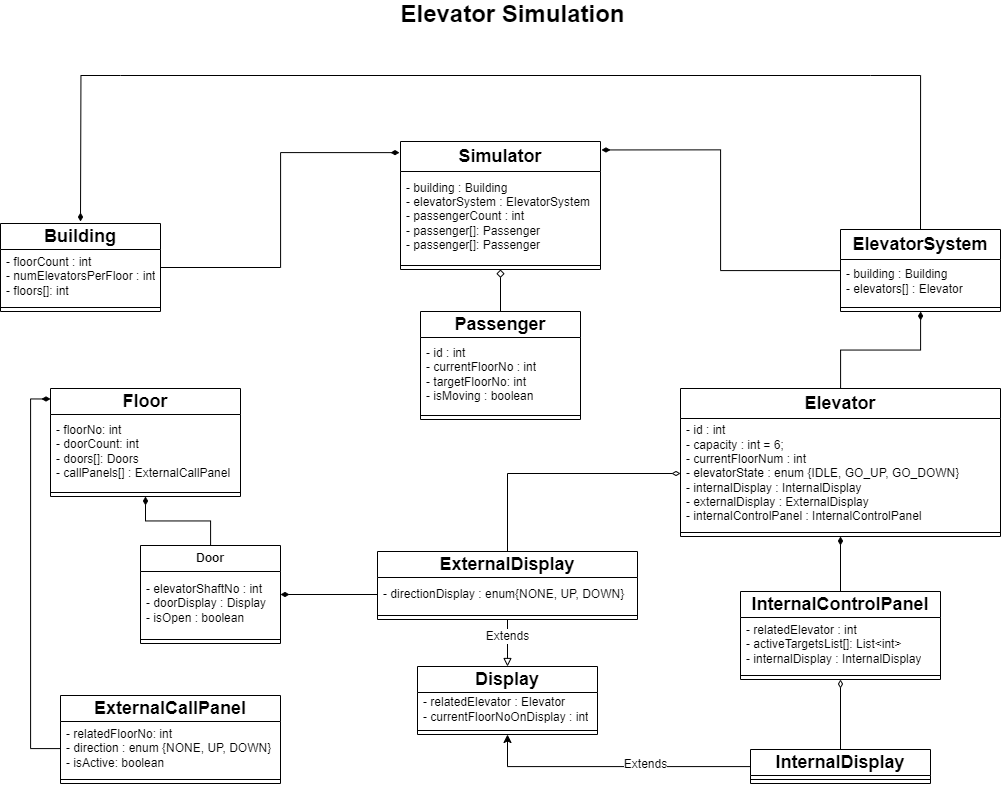 Elevator Simulation
Simulator
- building : Building
- elevatorSystem : ElevatorSystem
- passengerCount : int
- passenger[]: Passenger
- passenger[]: Passenger
Building
- floorCount : int
- numElevatorsPerFloor : int
- floors[]: int
ElevatorSystem
- building : Building
- elevators[] : Elevator
Passenger
- id : int
- currentFloorNo : int
- targetFloorNo: int
- isMoving : boolean
Floor
- floorNo: int
- doorCount: int
- doors[]: Doors
- callPanels[] : ExternalCallPanel
Elevator
- id : int
- capacity : int = 6;
- currentFloorNum : int
- elevatorState : enum {IDLE, GO_UP, GO_DOWN}
- internalDisplay : InternalDisplay
- externalDisplay : ExternalDisplay
- internalControlPanel : InternalControlPanel
Door
- elevatorShaftNo : int
- doorDisplay : Display
- isOpen : boolean
ExternalDisplay
- directionDisplay : enum{NONE, UP, DOWN}
InternalControlPanel
- relatedElevator : int
- activeTargetsList[]: List<int>
- internalDisplay : InternalDisplay
Extends
Display
- relatedElevator : Elevator
- currentFloorNoOnDisplay : int
ExternalCallPanel
- relatedFloorNo: int
- direction : enum {NONE, UP, DOWN}
- isActive: boolean
Extends
InternalDisplay